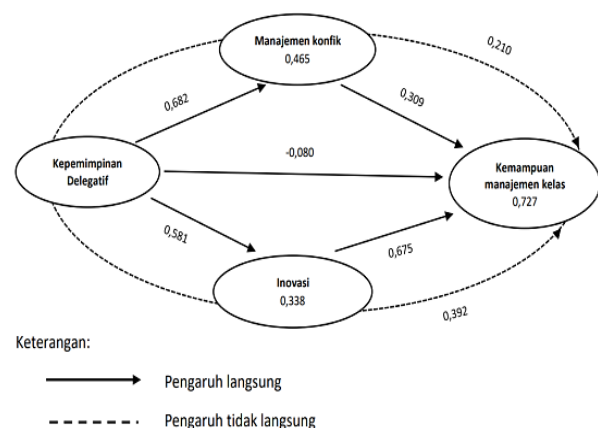 Manajemen konfik
0,465
0,210
0,682
0,309
Kepemimpinan
Delegatif
-0,080
Kemampuan
manajemen kelas
0,727
0,581
0,675
Inovasi
0,338
0,392
Keterangan:
Pengaruh langsung
Pengaruh tidak langsung